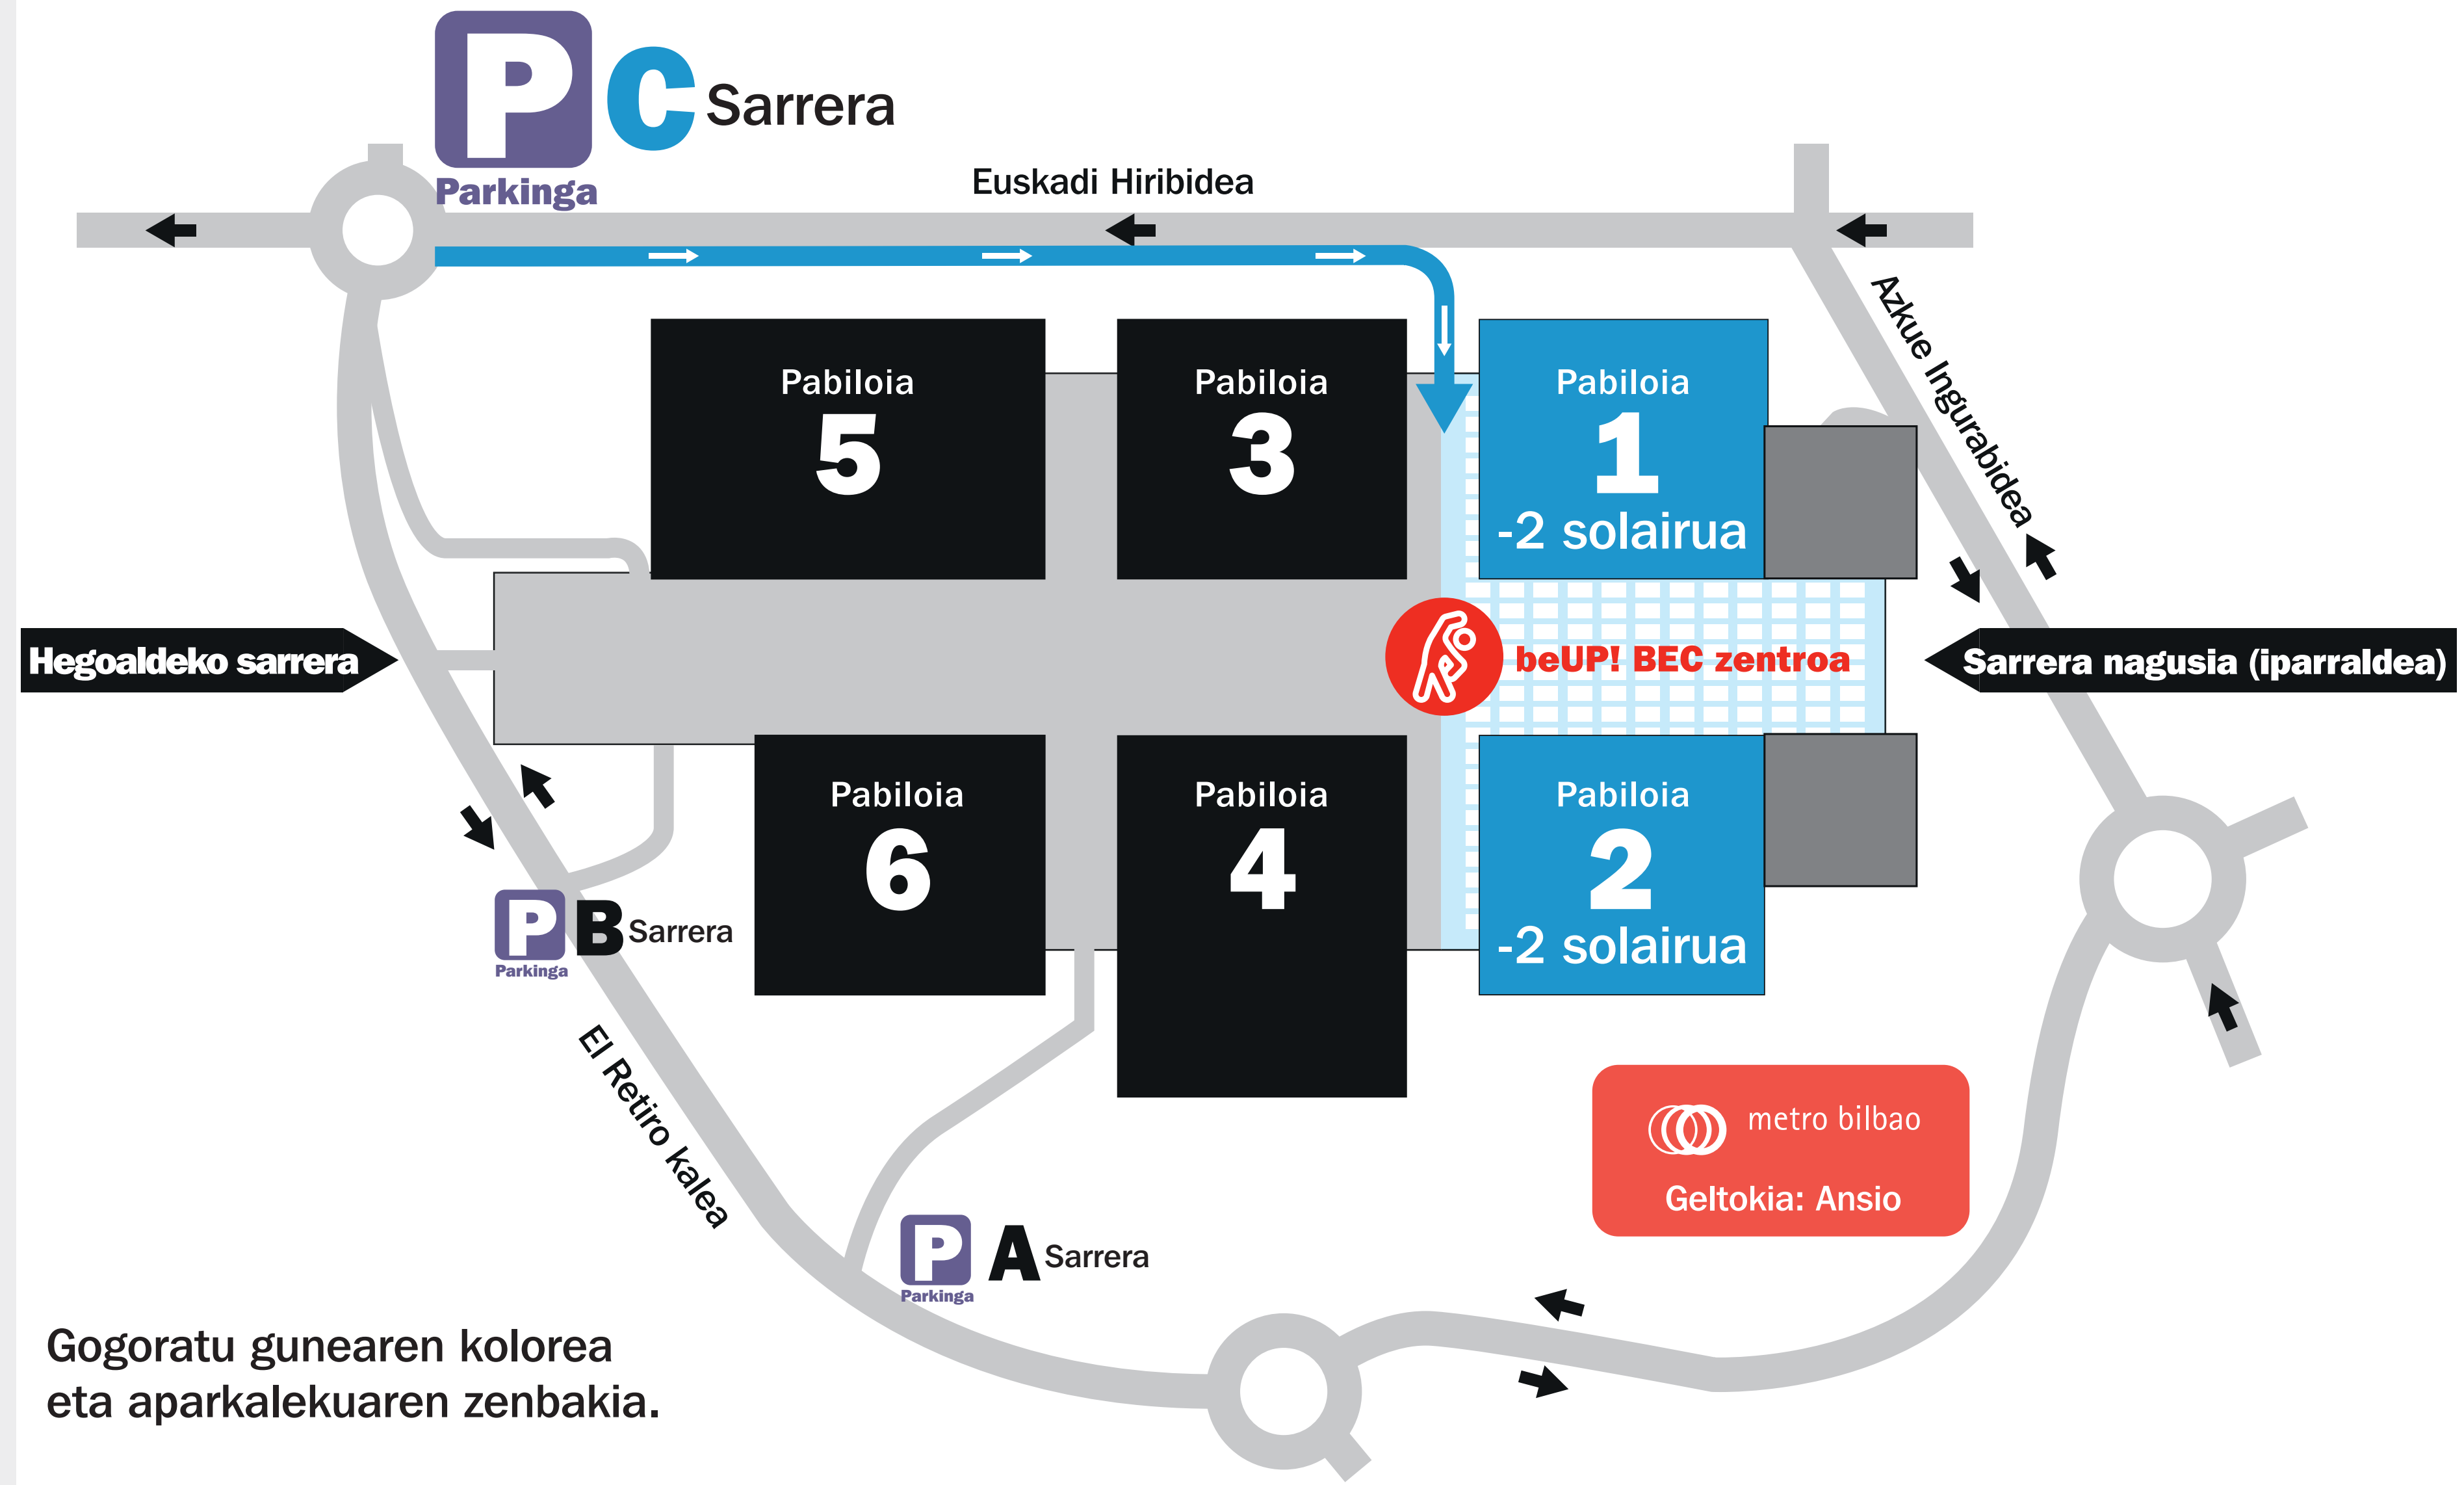 P C Sarrera
Parkinga
Euskadi Hiribidea
Azkue Ingurabidea
Pabiloia
5
Pabiloia
3
Pabiloia
1
-2 solairua
Hegoaldeko sarrera
beUP! BEC zentroa
Sarrera nagusia (iparraldea)
Pabiloia
6
Pabiloia
4
Pabiloia
2
-2 solairua
P B Sarrera
Parkinga
El Retiro kalea
metro bilbao
Geltokia: Ansio
P A Sarrera
Parkinga
Gogoratu gunearen kolorea
eta aparkalekuaren zenbakia.